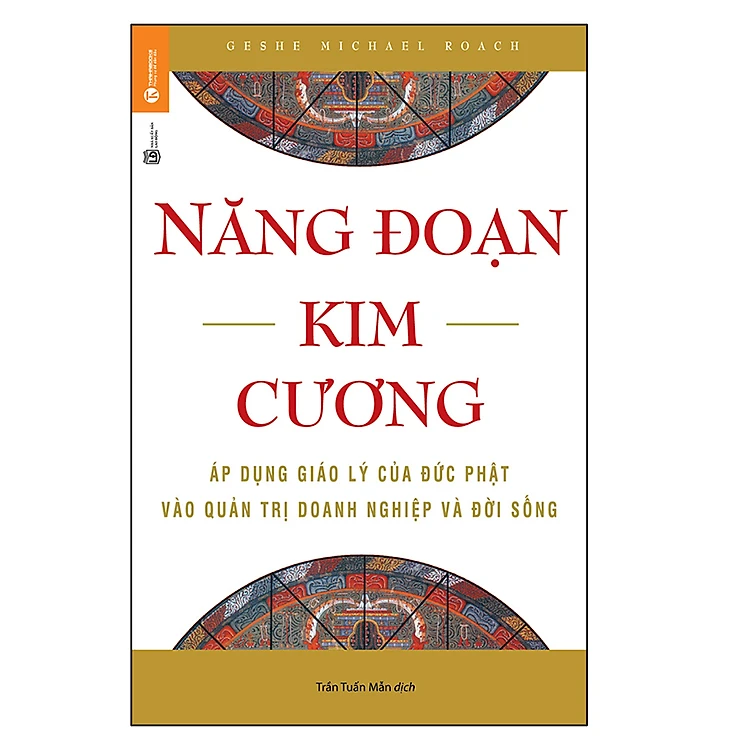 GESHE MICHAEL ROACH
NĂNG ĐOẠN
KIM
CƯƠNG
ÁP DỤNG GIÁO LÝ CỦA ĐỨC PHẬT
VÀO QUẢN TRỊ DOANH NGHIỆP VÀ ĐỜI SỐNG
Trần Tuấn Mẫn dịch